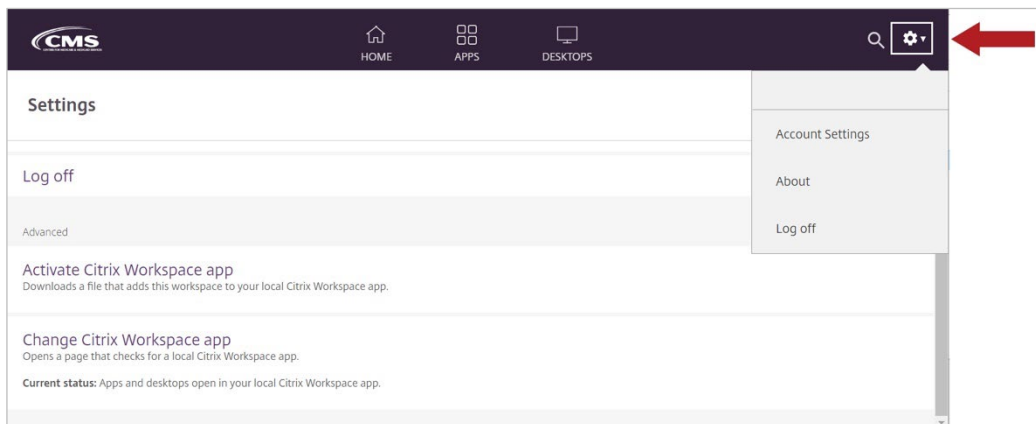 CMS
HOME
APPS
DESKTOPS
Settings
Account Settings
About
Log off
Log off
Advanced
Activate Citrix Workspace app
Downloads a file that adds this workspace to your local Citrix Workspace app.
Change Citrix Workspace app
Opens a page that checks for a local Citrix Workspace app.
Current status: Apps and desktops open in your local Citrix Workspace app.